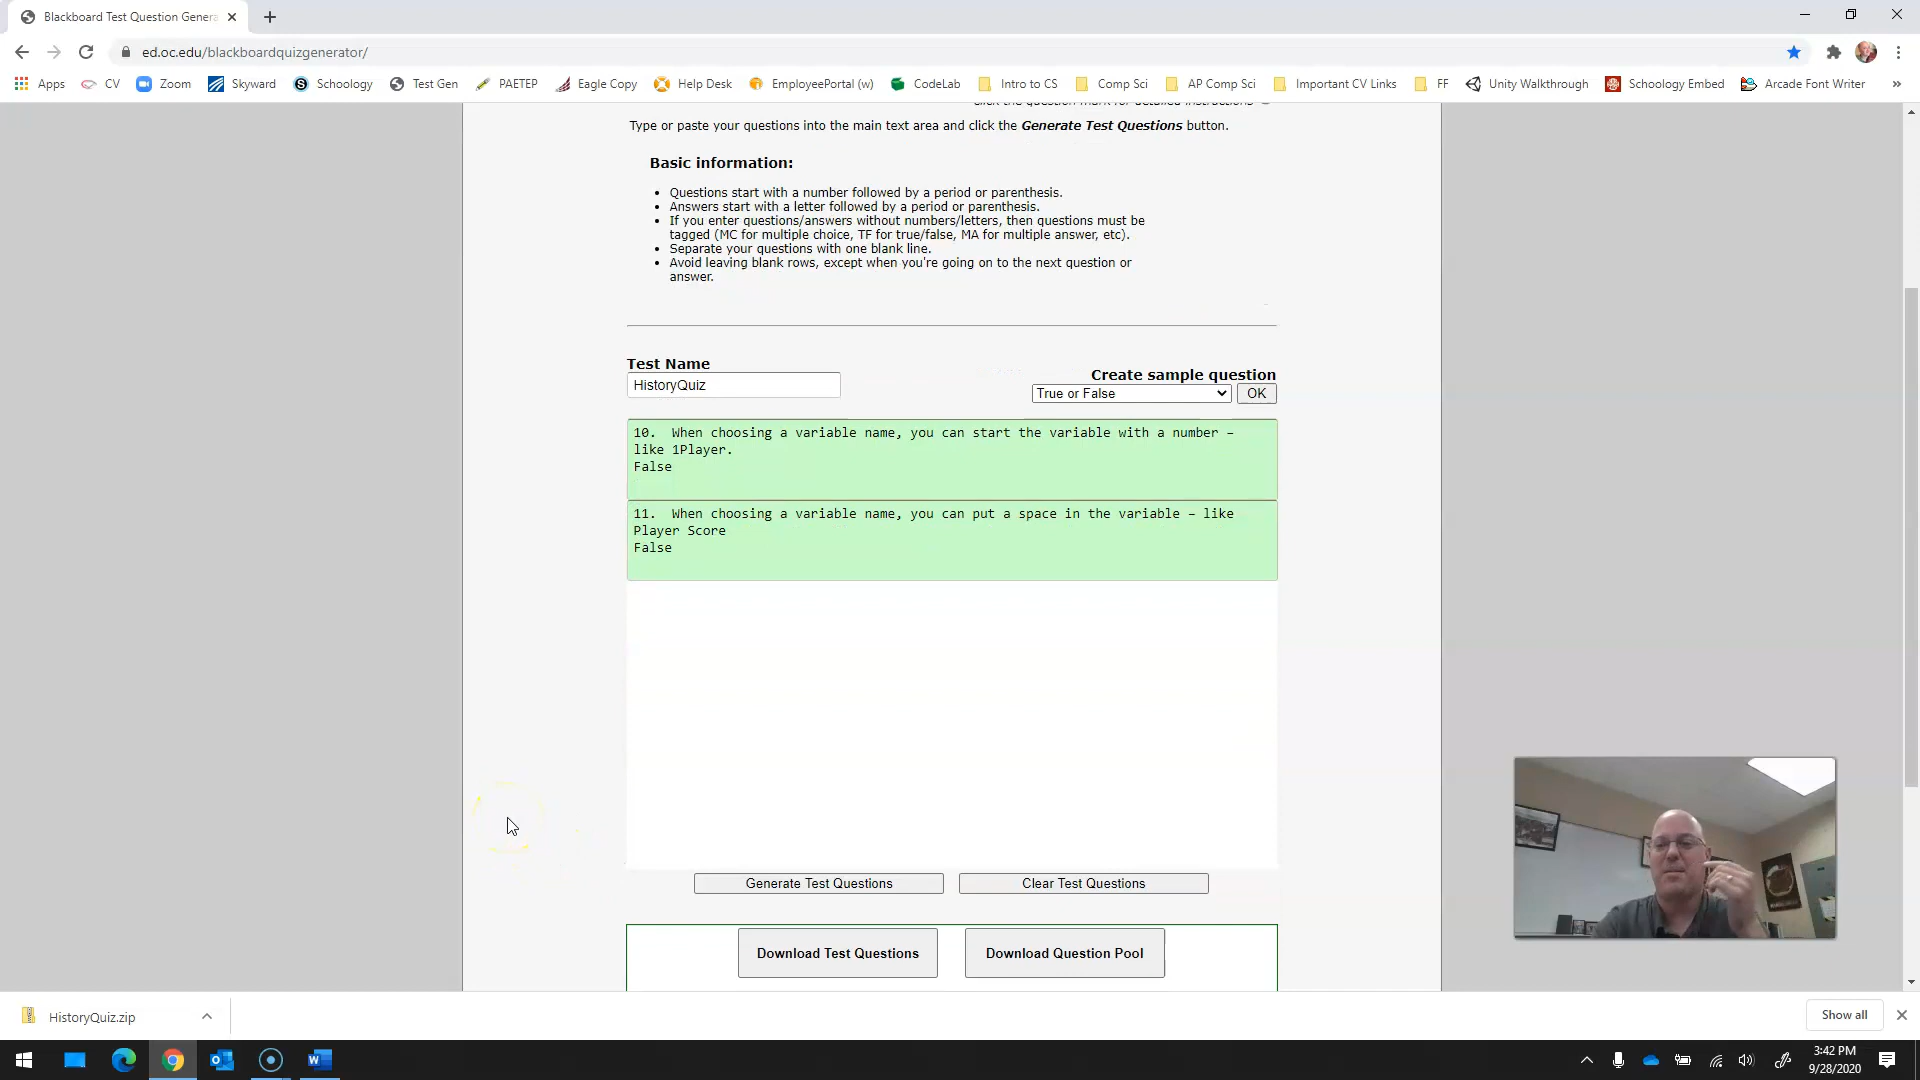 Blackboard Test Question Genera
ed.oc.edu/blackboardquizgenerator/
Apps CV Zoom Skyward Schoology Test Gen PAETEP Eagle Copy Help Desk EmployeePortal (w) CodeLab Intro to CS Comp Sci AP Comp Sci Important CV Links FF Unity Walkthrough Schoology Embed Arcade Font Writer »
Click the question mark for detailed instructions
Type or paste your questions into the main text area and click the Generate Test Questions button.
Basic information:
• Questions start with a number followed by a period or parenthesis.
• Answers start with a letter followed by a period or parenthesis.
• If you enter questions/answers without numbers/letters, then questions must be
tagged (MC for multiple choice, TF for true/false, MA for multiple answer, etc).
• Separate your questions with one blank line.
• Avoid leaving blank rows, except when you're going on to the next question or
answer.
Test Name
HistoryQuiz
Create sample question
True or False OK
10. When choosing a variable name, you can start the variable with a number –
like 1Player.
False
11. When choosing a variable name, you can put a space in the variable – like
Player Score
False
Generate Test Questions Clear Test Questions
Download Test Questions Download Question Pool
HistoryQuiz.zip
Show all
3:42 PM
9/28/2020